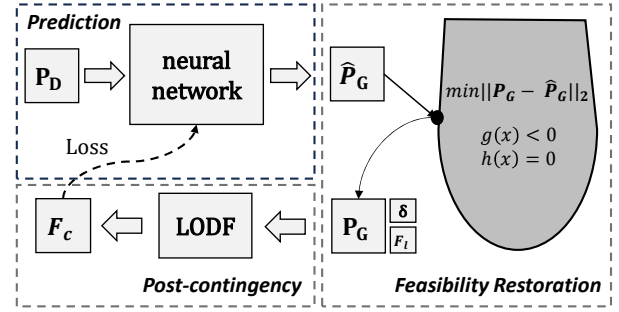 Prediction
P_D
neural
network
Loss
F_c
LODF
Post-contingency
P̂_G
min||P_G − P̂_G||₂
g(x) < 0
h(x) = 0
P_G
δ
F_l
Feasibility Restoration